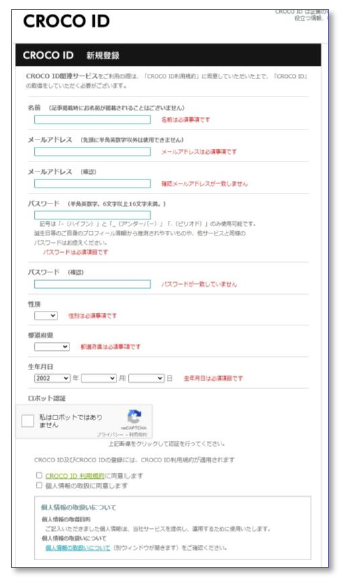 CROCO ID は企業の
役立つ情報、
CROCO ID
CROCO ID 新規登録
CROCO ID関連サービスをご利用の際は、「CROCO ID利用規約」に同意していただいた上で、「CROCO ID」
の取得をしていただく必要がございます。
名前 （記事掲載時にお名前が掲載されることはございません）
名前は必須事項です
メールアドレス （先頭に半角英数字以外は使用できません）
メールアドレスは必須事項です
メールアドレス （確認）
確認メールアドレスが一致しません
パスワード （半角英数字、6文字以上16文字未満。）
記号は「-（ハイフン）」と「_（アンダーバー）」「.（ピリオド）」のみ使用可能です。
誕生日等のご自身のプロフィール情報から推測されやすいものや、他サービスと同様の
パスワードはお控えください。
パスワードは必須項目です
パスワード （確認）
パスワードが一致していません
性別
性別は必須事項です
都道府県
都道府県は必須事項です
生年月日
2002 年 月 日 生年月日は必須項目です
ロボット認証
私はロボットではあり
ません
reCAPTCHA
プライバシー - 利用規約
上記画像をクリックして認証を行ってください。
CROCO ID及びCROCO IDの登録には、CROCO ID利用規約が適用されます
CROCO ID 利用規約に同意します
個人情報の取扱に同意します
個人情報の取扱いについて
個人情報の取得目的
ご記入いただきました個人情報は、当社サービスを提供し、運用するために使用いたします。
個人情報の取扱いについて
個人情報の取扱いについて （別ウィンドウが開きます）をご確認ください。